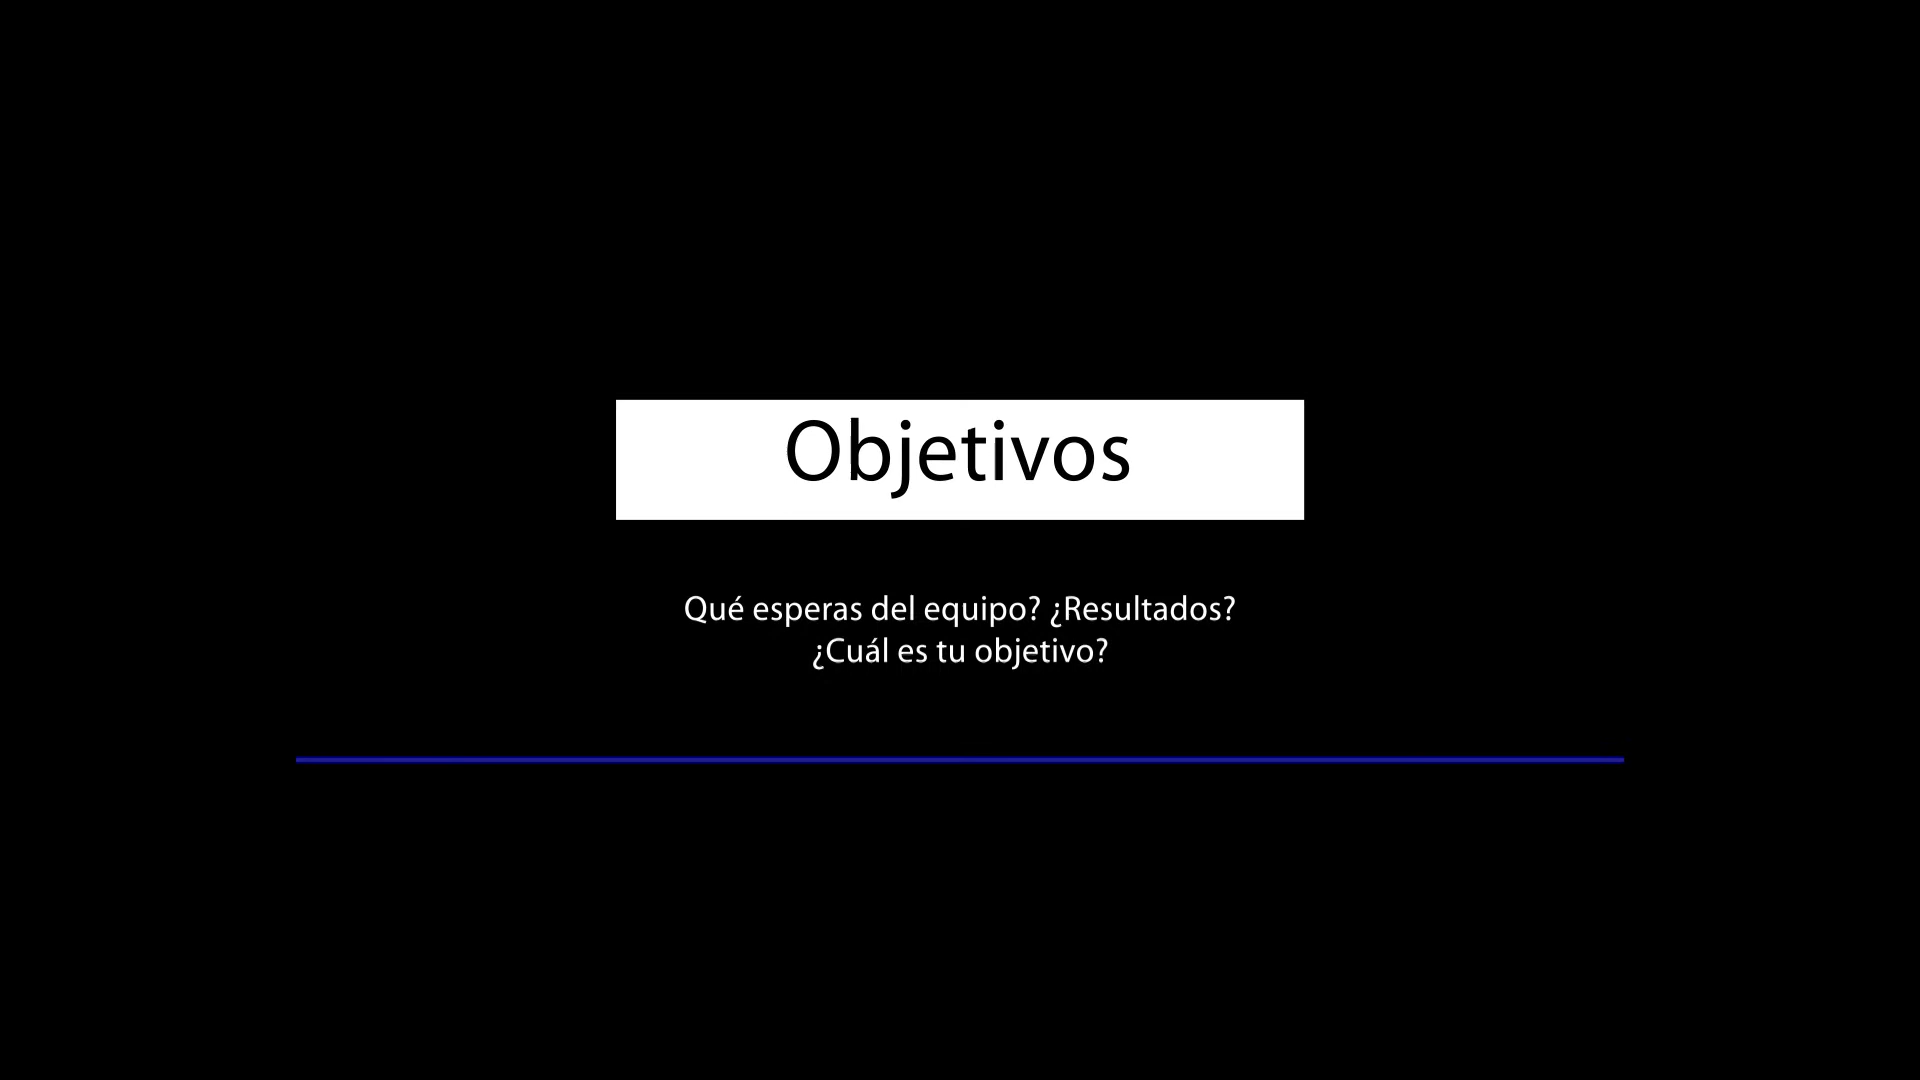 Objetivos
Qué esperas del equipo? ¿Resultados?
¿Cuál es tu objetivo?